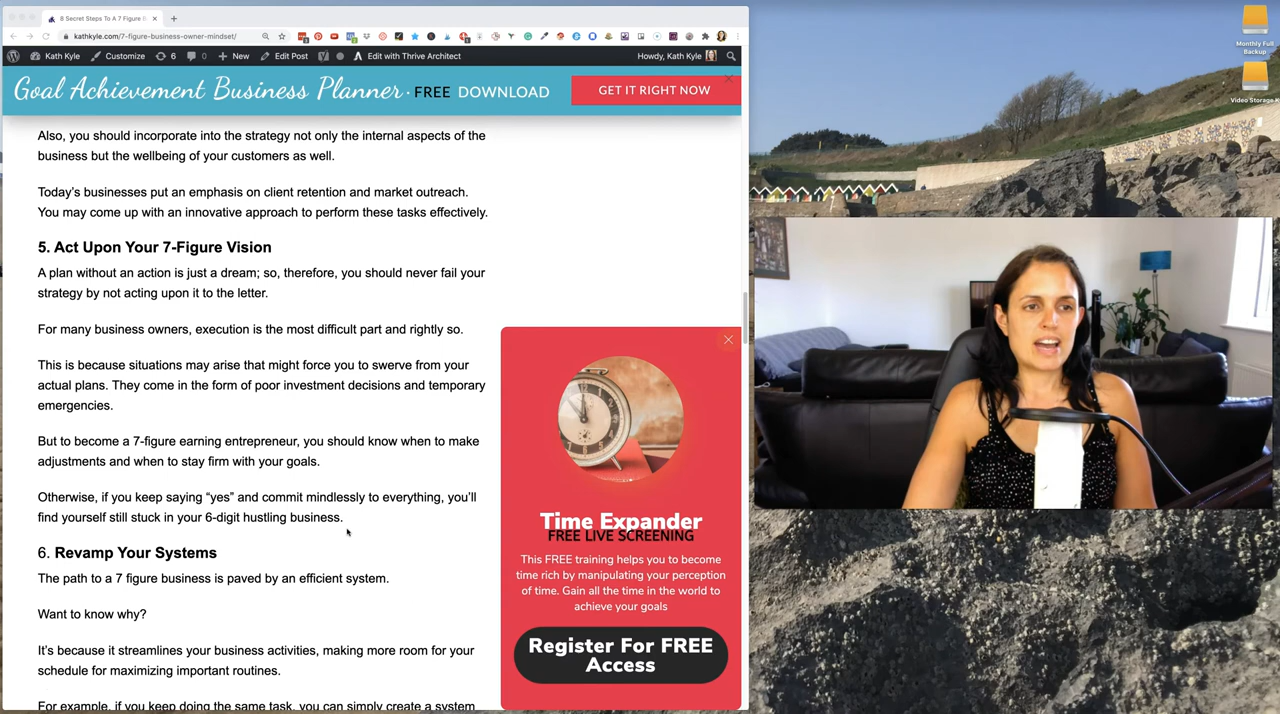 8 Secret Steps To A 7 Figure
kathkyle.com/7-figure-business-owner-mindset/
Kath Kyle
Customize
6
0
New
Edit Post
Edit with Thrive Architect
Howdy, Kath Kyle
Goal Achievement Business Planner · FREE DOWNLOAD
GET IT RIGHT NOW
Also, you should incorporate into the strategy not only the internal aspects of the
business but the wellbeing of your customers as well.
Today's businesses put an emphasis on client retention and market outreach.
You may come up with an innovative approach to perform these tasks effectively.
5. Act Upon Your 7-Figure Vision
A plan without an action is just a dream; so, therefore, you should never fail your
strategy by not acting upon it to the letter.
For many business owners, execution is the most difficult part and rightly so.
This is because situations may arise that might force you to swerve from your
actual plans. They come in the form of poor investment decisions and temporary
emergencies.
But to become a 7-figure earning entrepreneur, you should know when to make
adjustments and when to stay firm with your goals.
Otherwise, if you keep saying “yes” and commit mindlessly to everything, you'll
find yourself still stuck in your 6-digit hustling business.
6. Revamp Your Systems
The path to a 7 figure business is paved by an efficient system.
Want to know why?
It's because it streamlines your business activities, making more room for your
schedule for maximizing important routines.
For example, if you keep doing the same task, you can simply create a system
Time Expander
FREE LIVE SCREENING
This FREE training helps you to become
time rich by manipulating your perception
of time. Gain all the time in the world to
achieve your goals
Register For FREE
Access
Monthly Full
Backup
Video Storage K